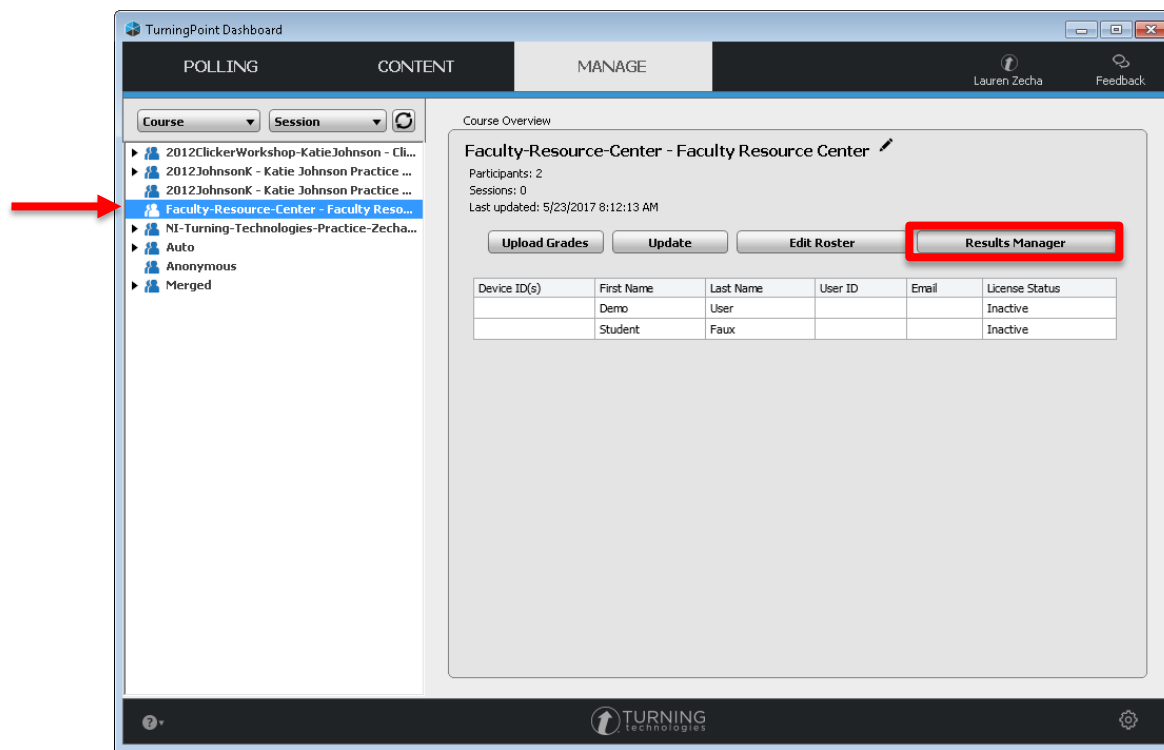 TurningPoint Dashboard
POLLING CONTENT MANAGE
Lauren Zecha Feedback
Course Session
2012ClickerWorkshop-KatieJohnson - Cli...
2012JohnsonK - Katie Johnson Practice ...
2012JohnsonK - Katie Johnson Practice ...
Faculty-Resource-Center - Faculty Reso...
NI-Turning-Technologies-Practice-Zecha...
Auto
Anonymous
Merged
Course Overview
Faculty-Resource-Center - Faculty Resource Center
Participants: 2
Sessions: 0
Last updated: 5/23/2017 8:12:13 AM
Upload Grades Update Edit Roster Results Manager
Device ID(s) First Name Last Name User ID Email License Status
Demo User Inactive
Student Faux Inactive
TURNING
technologies